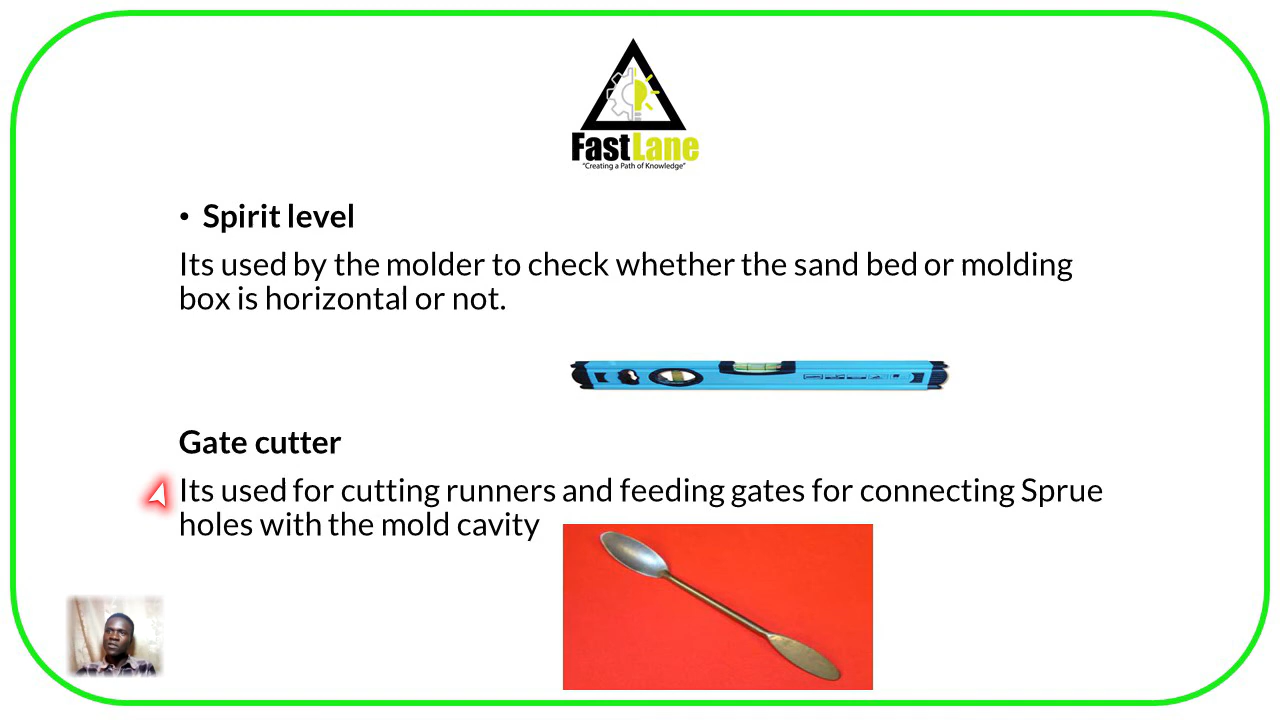 FastLane
"Creating a Path of Knowledge"
• Spirit level
Its used by the molder to check whether the sand bed or molding
box is horizontal or not.
Gate cutter
Its used for cutting runners and feeding gates for connecting Sprue
holes with the mold cavity